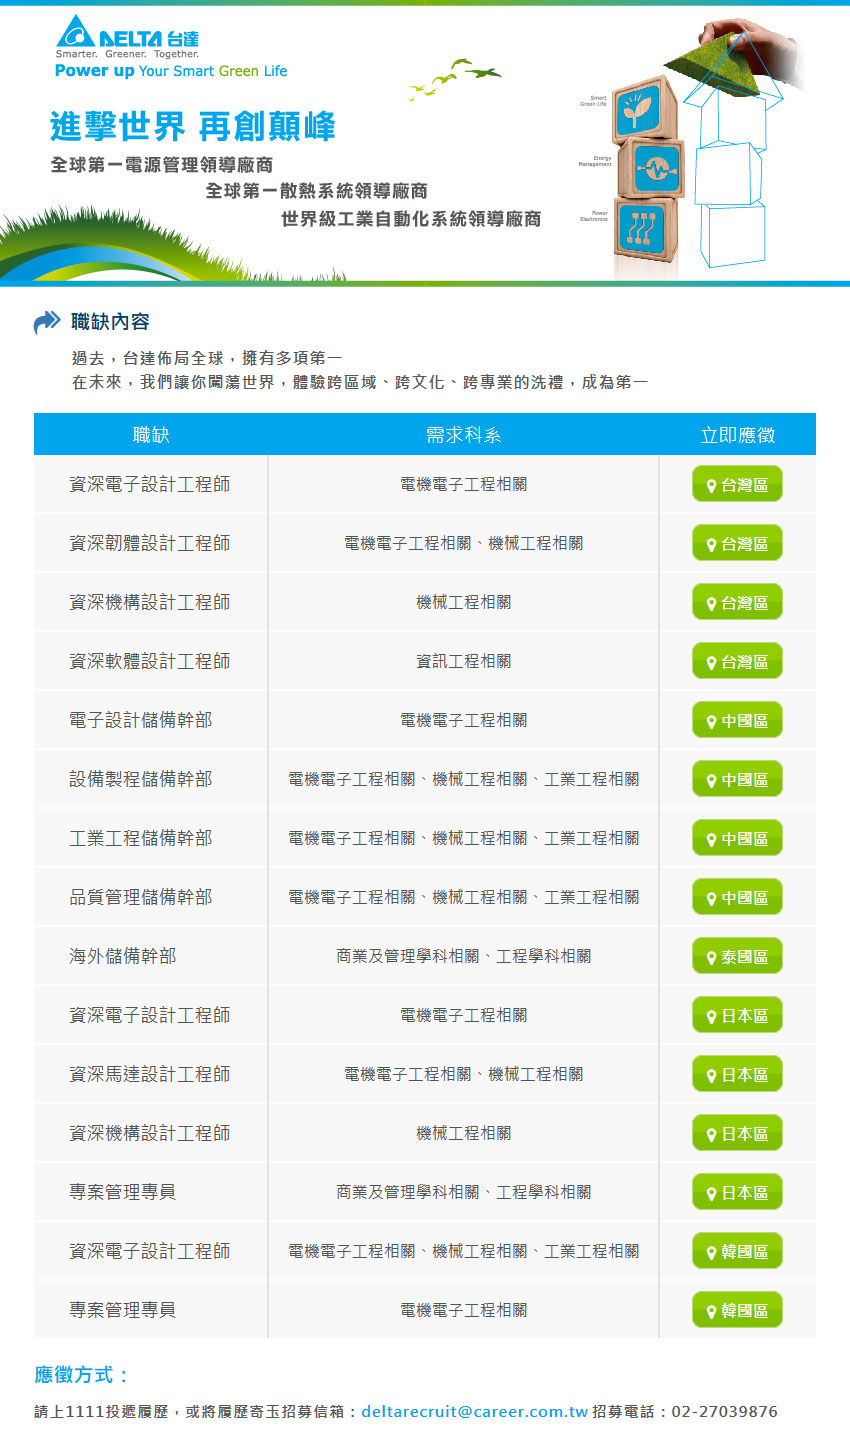 DELTA 台達
Smarter. Greener. Together.
Power up Your Smart Green Life
進擊世界 再創顛峰
全球第一電源管理領導廠商
全球第一散熱系統領導廠商
世界級工業自動化系統領導廠商
Smart
Green Life
Energy
Management
Power
Electronics
職缺內容
過去，台達佈局全球，擁有多項第一
在未來，我們讓你闖蕩世界，體驗跨區域、跨文化、跨專業的洗禮，成為第一
職缺 需求科系 立即應徵
資深電子設計工程師 電機電子工程相關 台灣區
資深韌體設計工程師 電機電子工程相關、機械工程相關 台灣區
資深機構設計工程師 機械工程相關 台灣區
資深軟體設計工程師 資訊工程相關 台灣區
電子設計儲備幹部 電機電子工程相關 中國區
設備製程儲備幹部 電機電子工程相關、機械工程相關、工業工程相關 中國區
工業工程儲備幹部 電機電子工程相關、機械工程相關、工業工程相關 中國區
品質管理儲備幹部 電機電子工程相關、機械工程相關、工業工程相關 中國區
海外儲備幹部 商業及管理學科相關、工程學科相關 泰國區
資深電子設計工程師 電機電子工程相關 日本區
資深馬達設計工程師 電機電子工程相關、機械工程相關 日本區
資深機構設計工程師 機械工程相關 日本區
專案管理專員 商業及管理學科相關、工程學科相關 日本區
資深電子設計工程師 電機電子工程相關、機械工程相關、工業工程相關 韓國區
專案管理專員 電機電子工程相關 韓國區
應徵方式：
請上1111投遞履歷，或將履歷寄玉招募信箱：deltarecruit@career.com.tw 招募電話：02-27039876